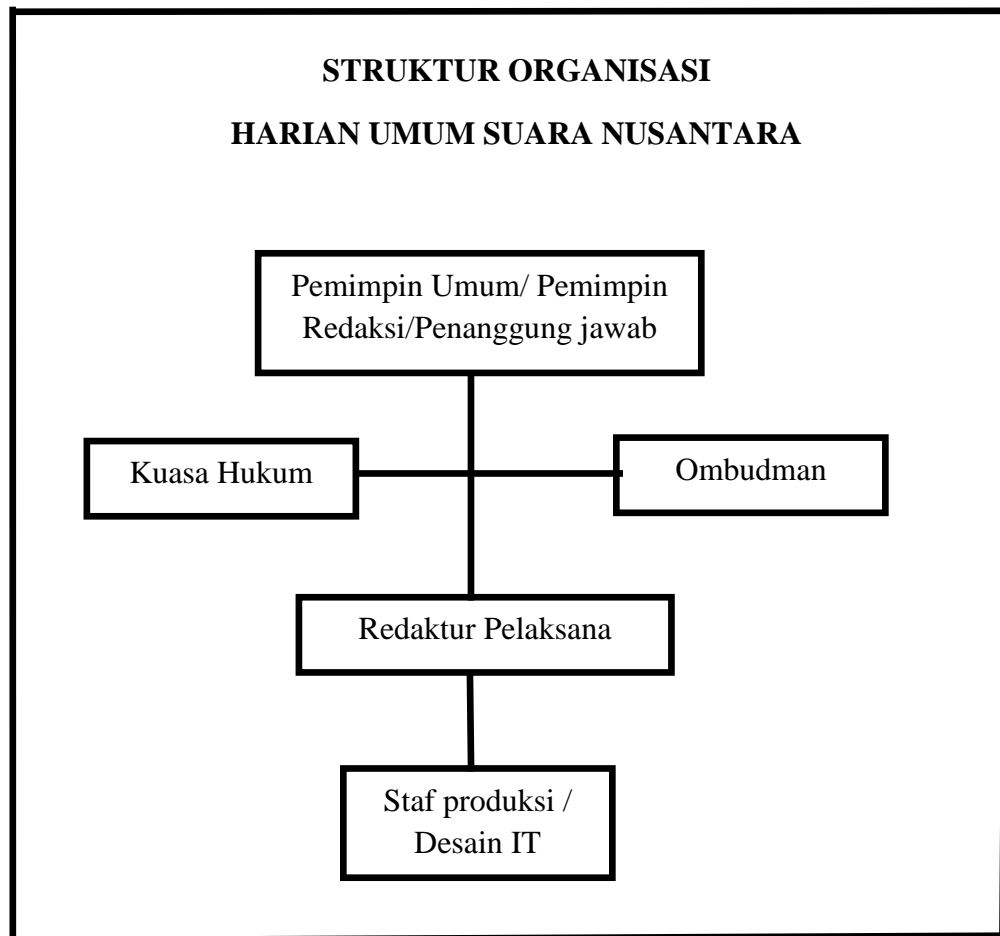 STRUKTUR ORGANISASI
HARIAN UMUM SUARA NUSANTARA
Pemimpin Umum/ Pemimpin
Redaksi/Penanggung jawab
Kuasa Hukum
Ombudman
Redaktur Pelaksana
Staf produksi /
Desain IT